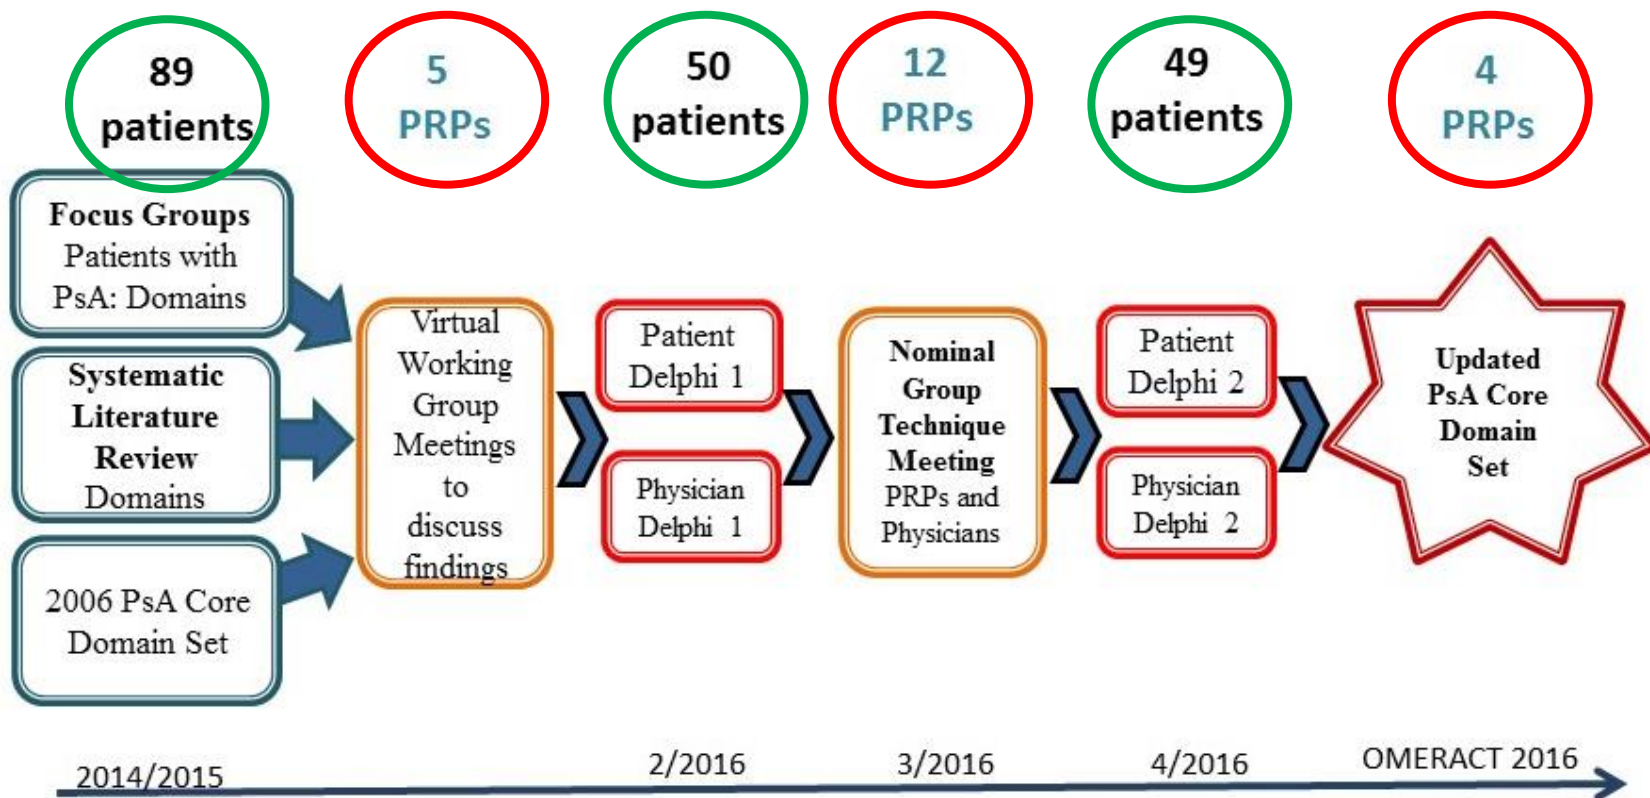 89
patients
5
PRPs
50
patients
12
PRPs
49
patients
4
PRPs
Focus Groups
Patients with
PsA: Domains
Systematic
Literature
Review
Domains
2006 PsA Core
Domain Set
Virtual
Working
Group
Meetings
to
discuss
findings
Patient
Delphi 1
Physician
Delphi 1
Nominal
Group
Technique
Meeting
PRPs and
Physicians
Patient
Delphi 2
Physician
Delphi 2
Updated
PsA Core
Domain
Set
2014/2015
2/2016
3/2016
4/2016
OMERACT 2016